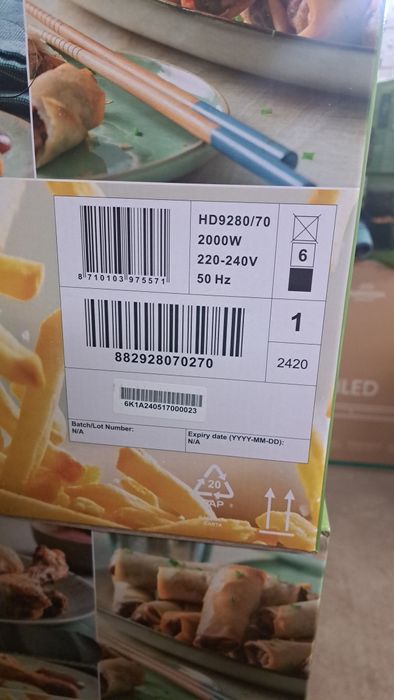 HD9280/70
2000W
220-240V
50 Hz
6
8 710103 975571
1
882928070270
2420
6K1A240517000023
Batch/Lot Number:
N/A
Expiry date (YYYY-MM-DD):
N/A
20
PAP
CARTA
LED